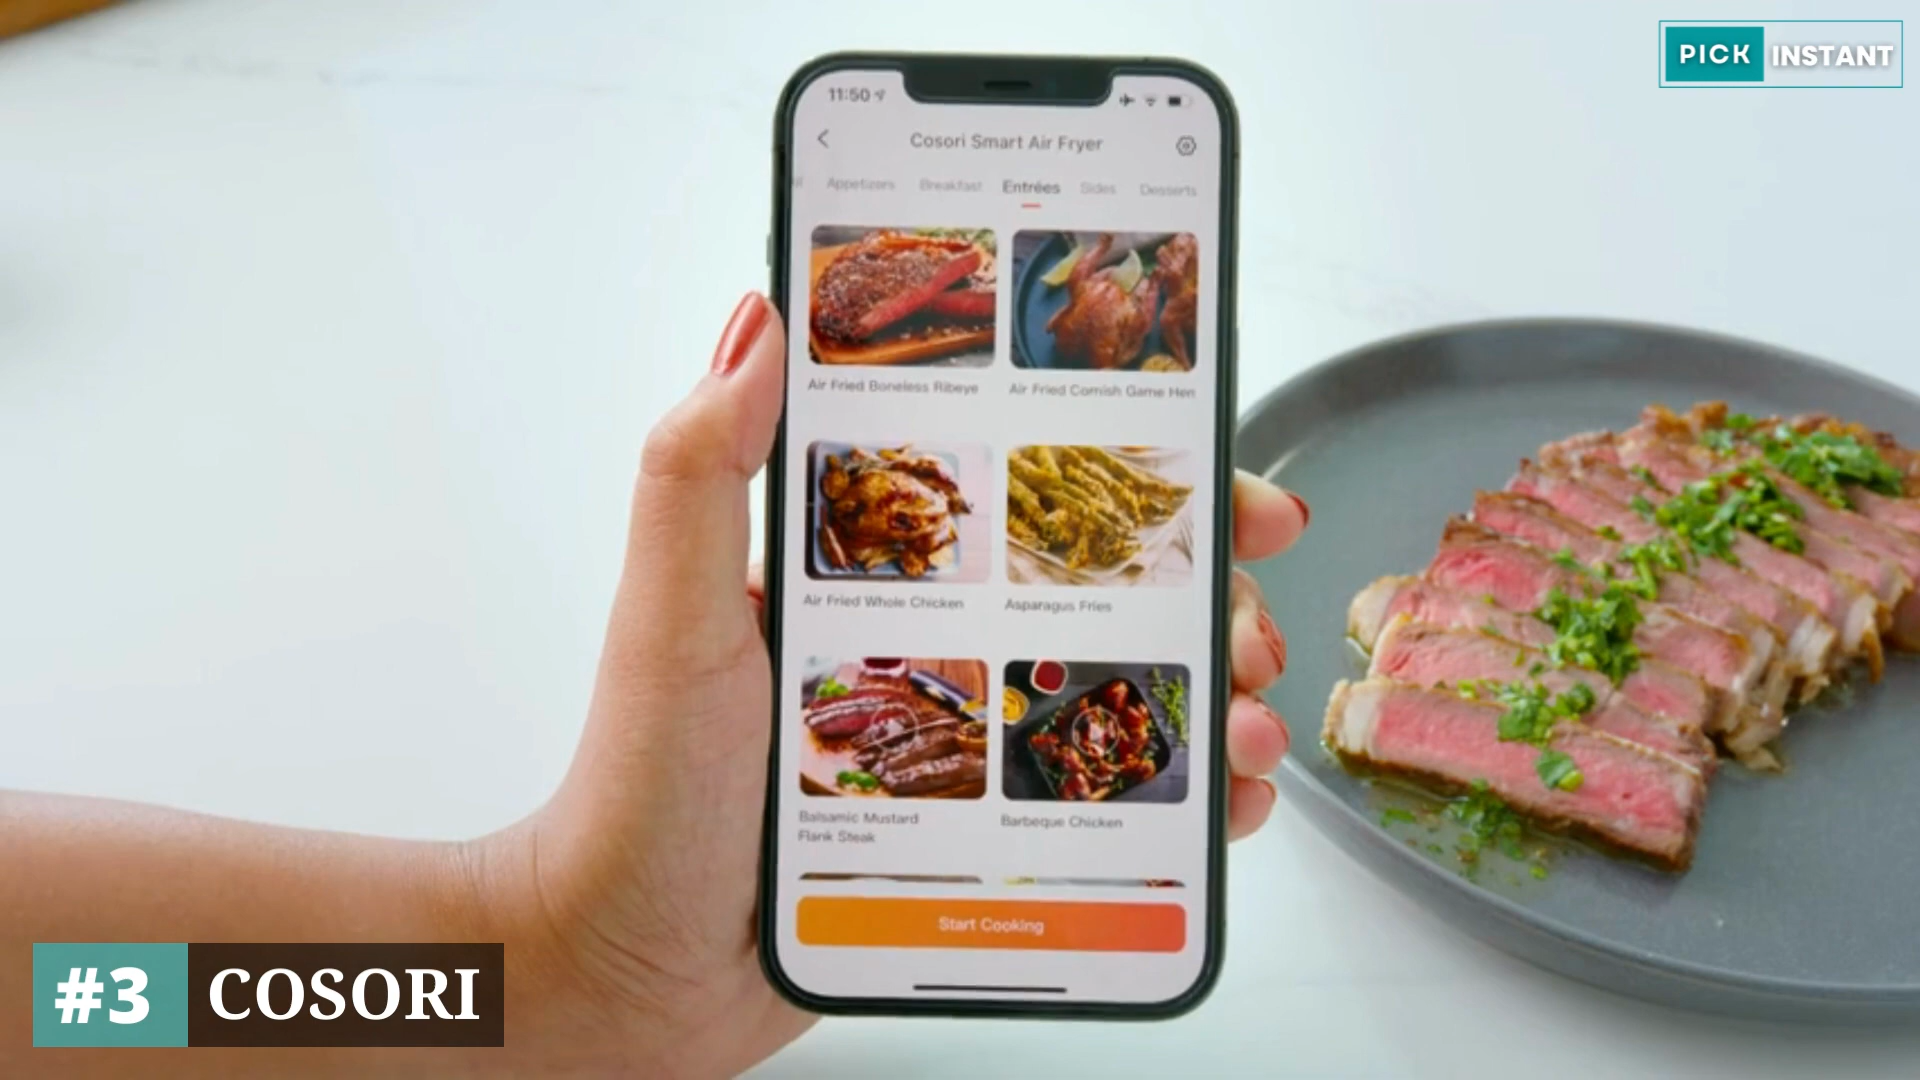 PICK INSTANT
11:50
Cosori Smart Air Fryer
Appetizers Breakfast Entrées Sides Desserts
Air Fried Boneless Ribeye
Air Fried Cornish Game Hen
Air Fried Whole Chicken
Asparagus Fries
Balsamic Mustard
Flank Steak
Barbeque Chicken
Start Cooking
#3 COSORI